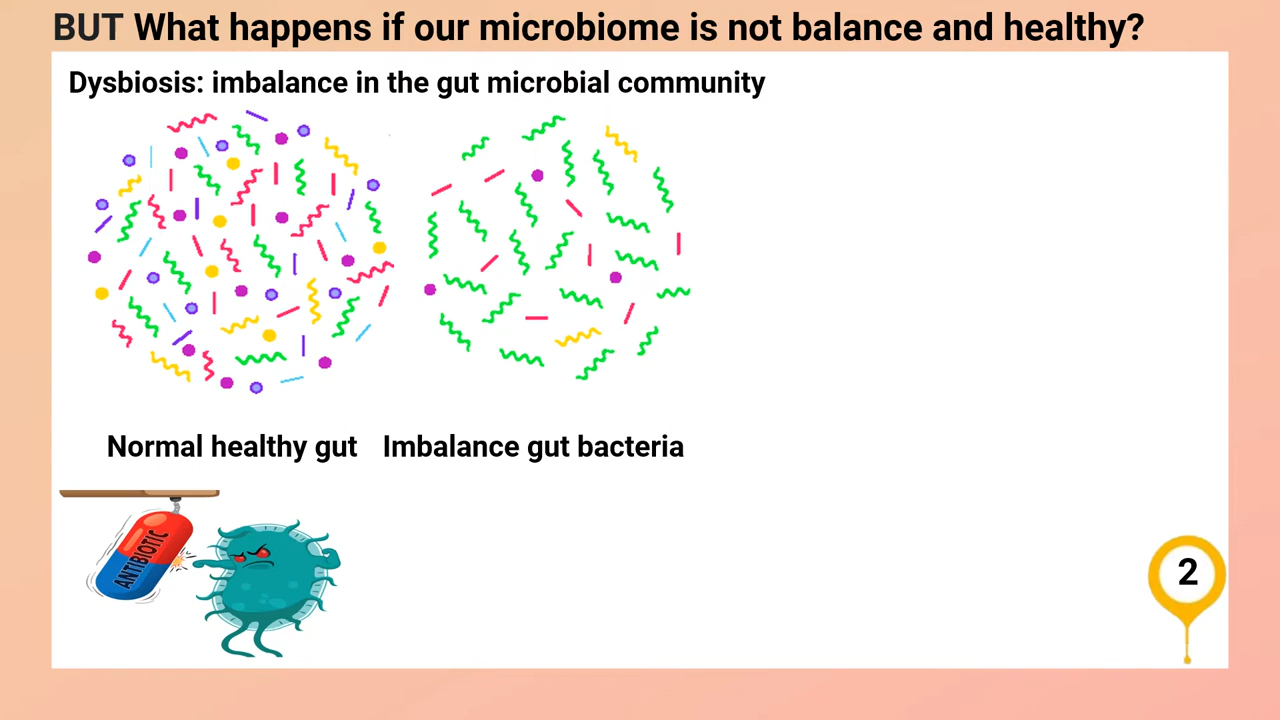 BUT What happens if our microbiome is not balance and healthy?
Dysbiosis: imbalance in the gut microbial community
Normal healthy gut
Imbalance gut bacteria
ANTIBIOTIC
2